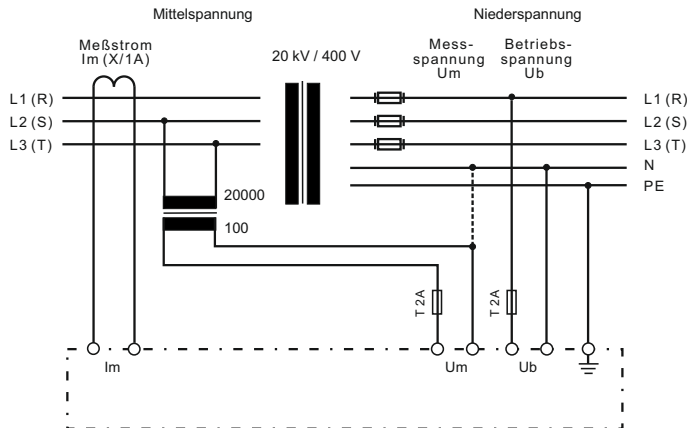 Mittelspannung
Niederspannung
Meßstrom
Im (X/1A)
20 kV / 400 V
Mess-
spannung
Um
Betriebs-
spannung
Ub
L1 (R)
L2 (S)
L3 (T)
L1 (R)
L2 (S)
L3 (T)
N
PE
20000
100
T 2A
T 2A
Im
Um
Ub